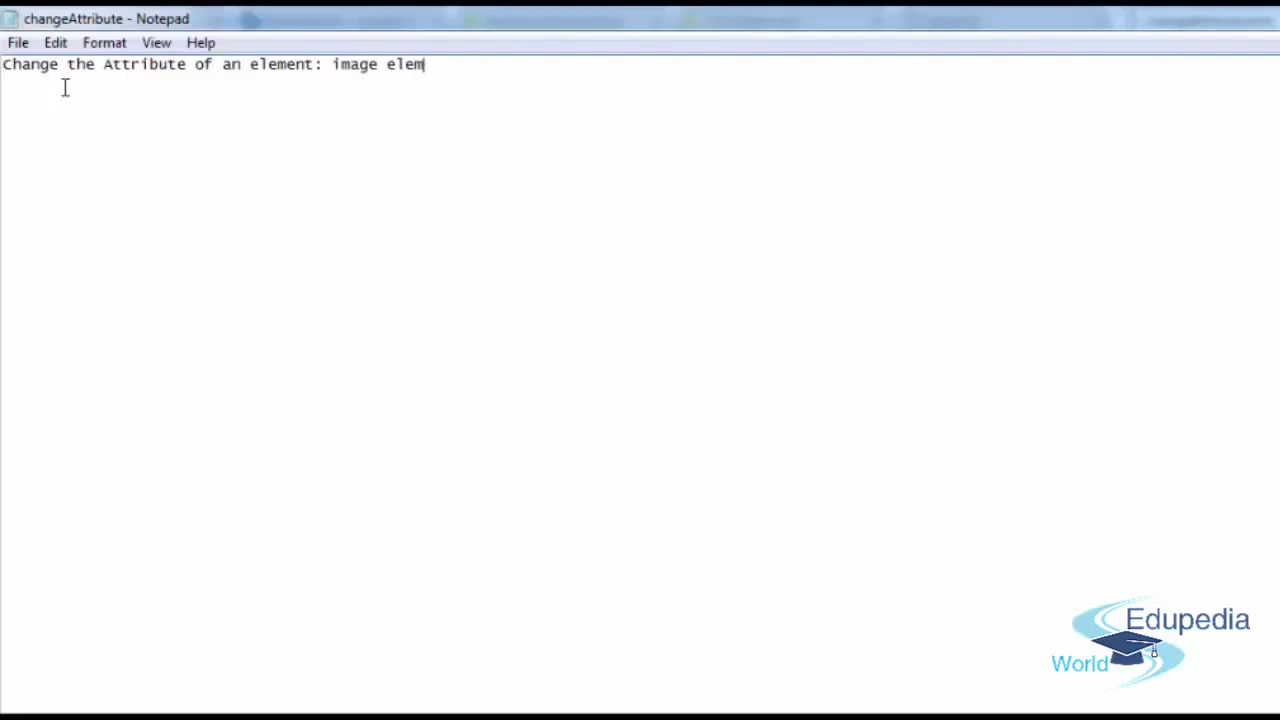 changeAttribute - Notepad
File Edit Format View Help
Change the Attribute of an element: image elem
Edupedia
World